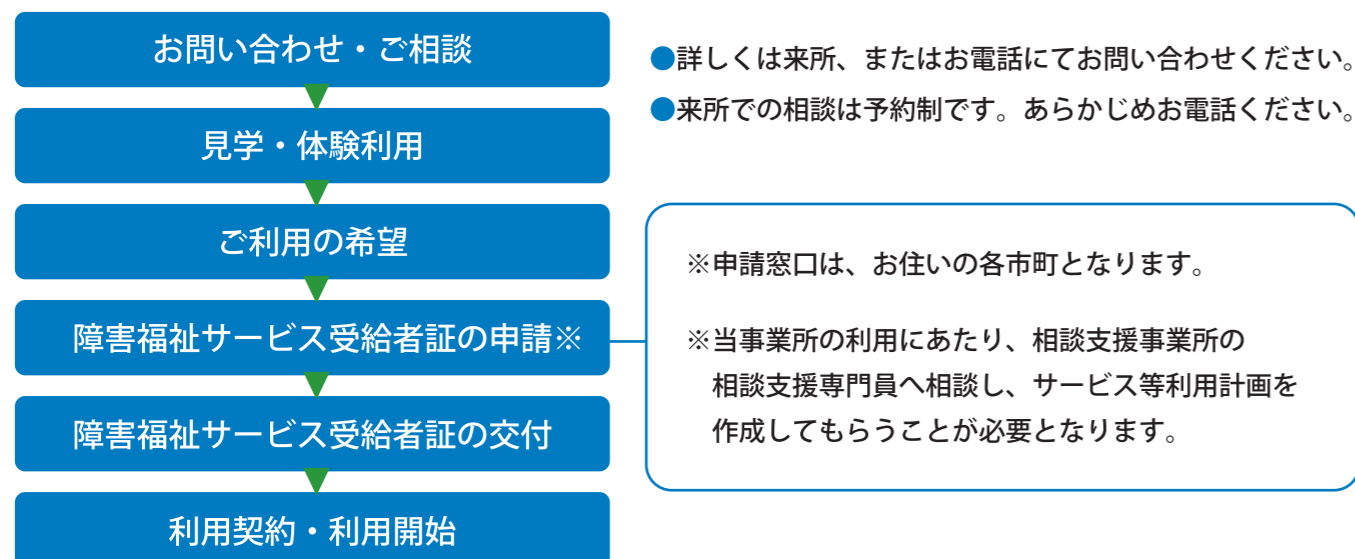 お問い合わせ・ご相談
見学・体験利用
ご利用の希望
障害福祉サービス受給者証の申請※
障害福祉サービス受給者証の交付
利用契約・利用開始
●詳しくは来所、またはお電話にてお問い合わせください。
●来所での相談は予約制です。あらかじめお電話ください。
※申請窓口は、お住いの各市町となります。
※当事業所の利用にあたり、相談支援事業所の
相談支援専門員へ相談し、サービス等利用計画を
作成してもらうことが必要となります。